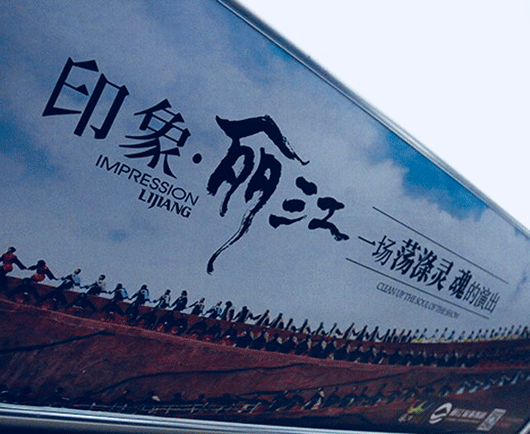 印象·丽江
IMPRESSION
LIJIANG
一场荡涤灵魂的演出
CLEAN UP THE SOUL OF THE SHOW